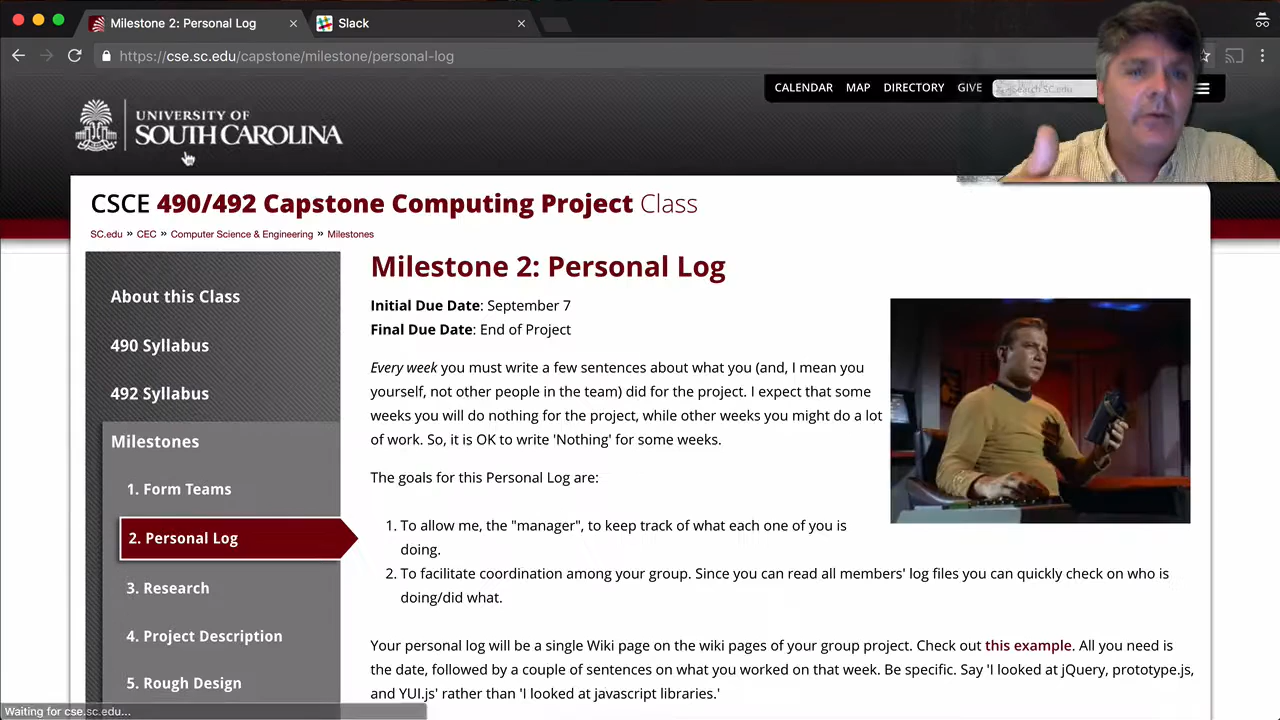 Milestone 2: Personal Log
Slack
https://cse.sc.edu/capstone/milestone/personal-log
CALENDAR MAP DIRECTORY GIVE
UNIVERSITY OF
SOUTH CAROLINA
CSCE 490/492 Capstone Computing Project Class
SC.edu » CEC » Computer Science & Engineering » Milestones
About this Class
490 Syllabus
492 Syllabus
Milestones
1. Form Teams
2. Personal Log
3. Research
4. Project Description
5. Rough Design
Milestone 2: Personal Log
Initial Due Date: September 7
Final Due Date: End of Project
Every week you must write a few sentences about what you (and, I mean you
yourself, not other people in the team) did for the project. I expect that some
weeks you will do nothing for the project, while other weeks you might do a lot
of work. So, it is OK to write 'Nothing' for some weeks.
The goals for this Personal Log are:
1. To allow me, the "manager", to keep track of what each one of you is
doing.
2. To facilitate coordination among your group. Since you can read all members' log files you can quickly check on who is
doing/did what.
Your personal log will be a single Wiki page on the wiki pages of your group project. Check out this example. All you need is
the date, followed by a couple of sentences on what you worked on that week. Be specific. Say 'I looked at jQuery, prototype.js,
and YUI.js' rather than 'I looked at javascript libraries.'
Waiting for cse.sc.edu...